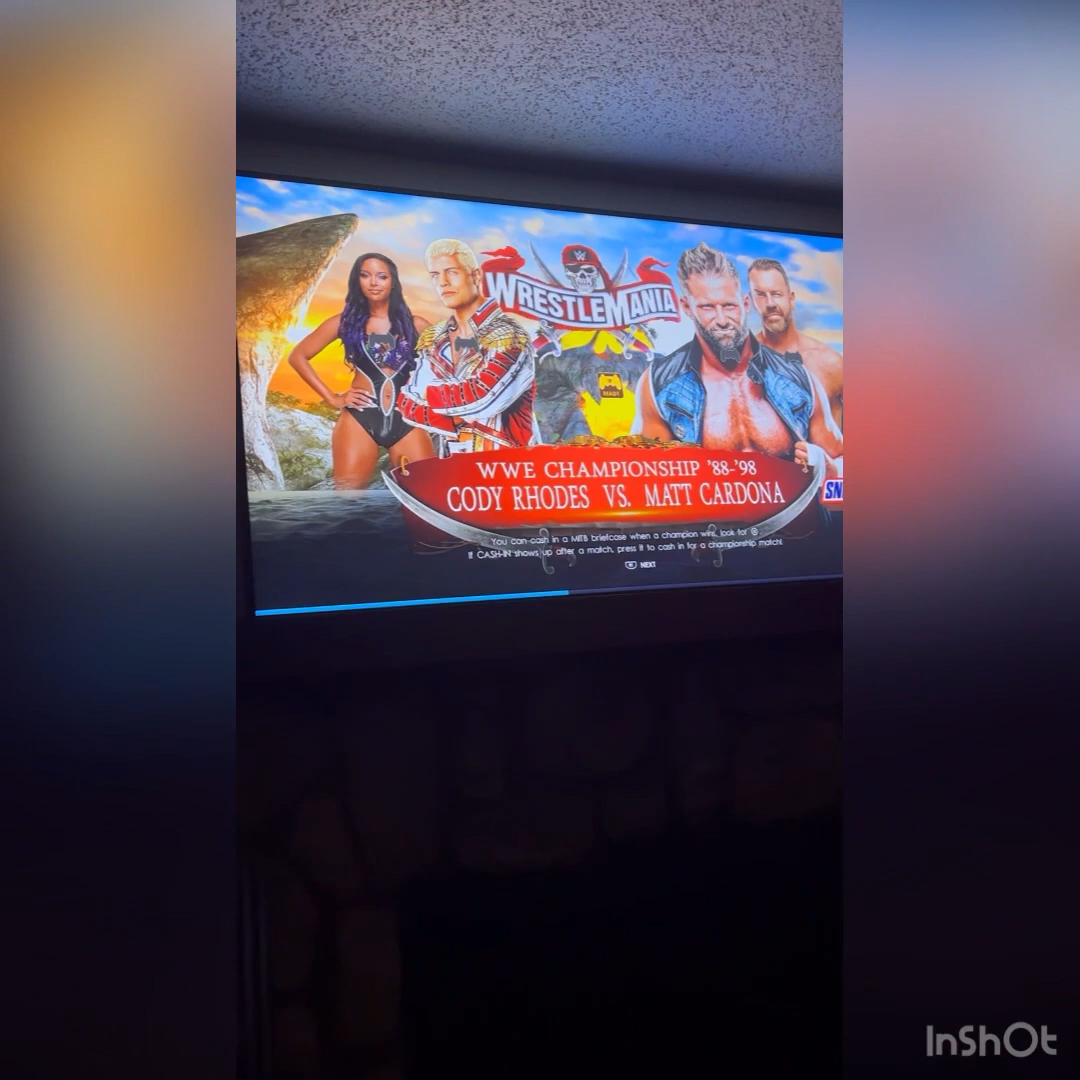 WRESTLEMANIA
WWE CHAMPIONSHIP '88-'98
CODY RHODES VS. MATT CARDONA
You can cash in a MITB briefcase when a champion wins, look for
If CASH-IN shows up after a match, press it to cash in for a championship match!
NEXT
InShOt